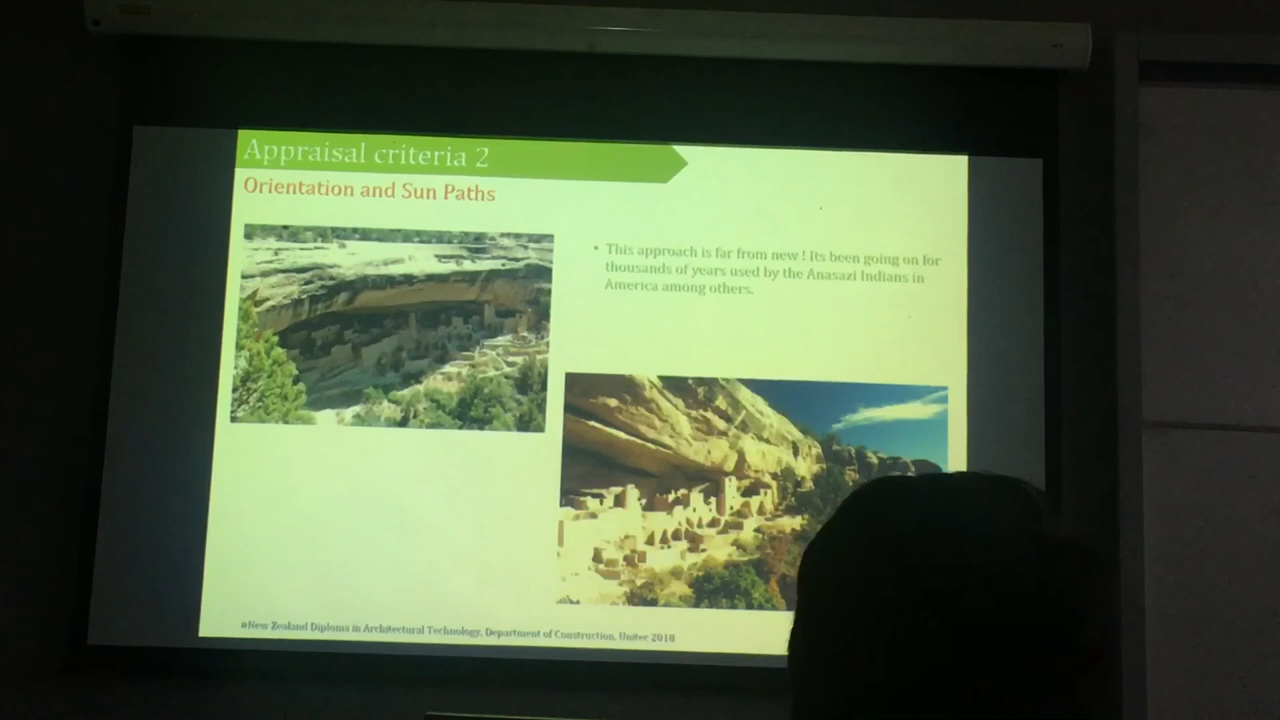 Appraisal criteria 2
Orientation and Sun Paths
• This approach is far from new ! Its been going on for
thousands of years used by the Anasazi Indians in
America among others.
#New Zealand Diploma in Architectural Technology, Department of Construction, Unitec 2018